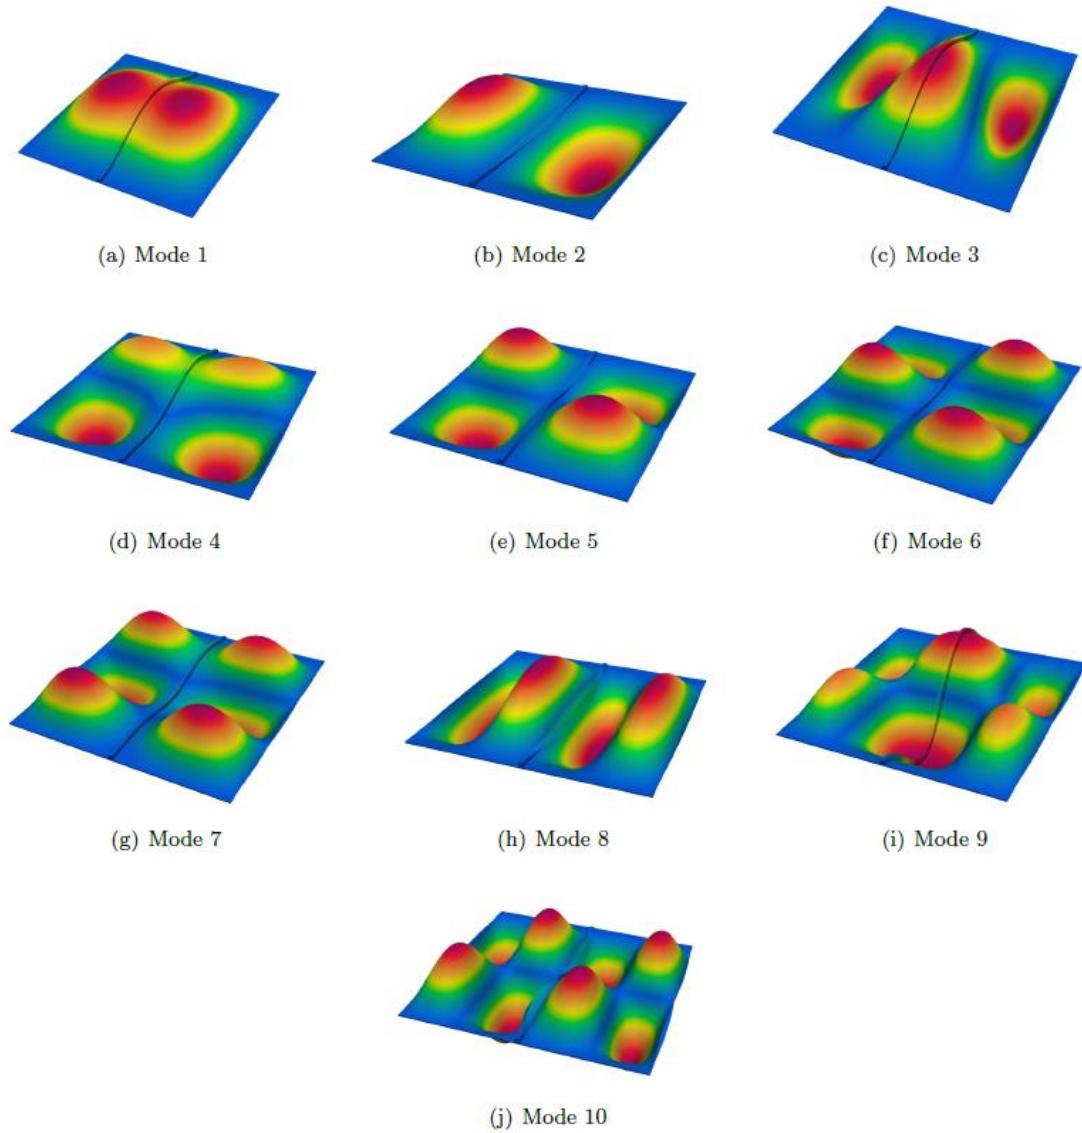 (a) Mode 1
(b) Mode 2
(c) Mode 3
(d) Mode 4
(e) Mode 5
(f) Mode 6
(g) Mode 7
(h) Mode 8
(i) Mode 9
(j) Mode 10